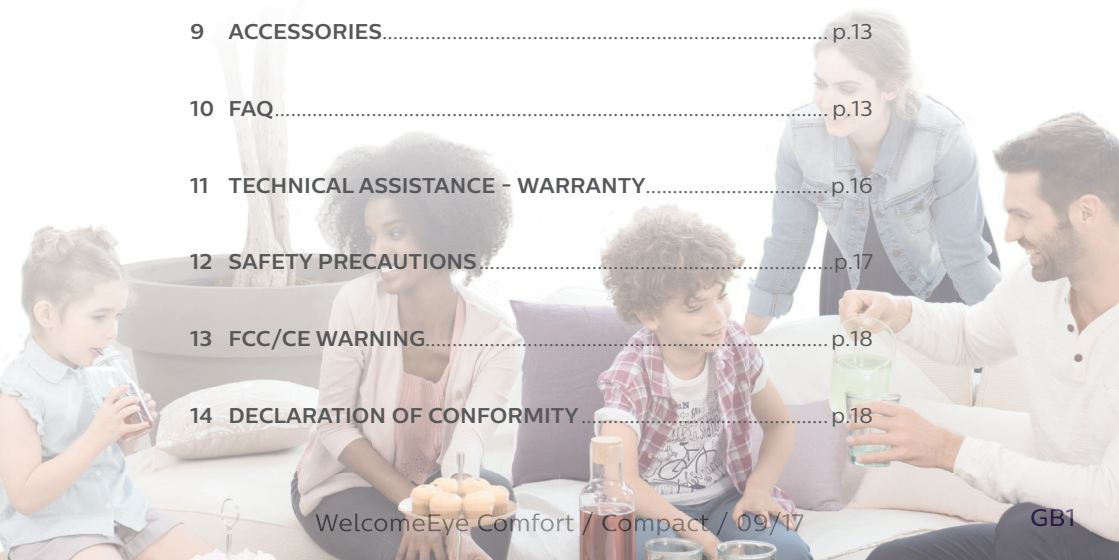 9 ACCESSORIES.......... p.13
10 FAQ.......... p.13
11 TECHNICAL ASSISTANCE - WARRANTY.......... p.16
12 SAFETY PRECAUTIONS.......... p.17
13 FCC/CE WARNING.......... p.18
14 DECLARATION OF CONFORMITY.......... p.18
WelcomeEye Comfort / Compact / 09/17
GB1